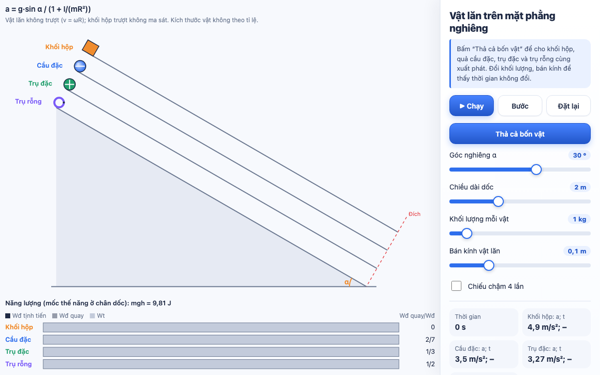 a = g·sin α / (1 + I/(mR²))
Vật lăn không trượt (v = ωR); khối hộp trượt không ma sát. Kích thước vật không theo tỉ lệ.
Khối hộp
Cầu đặc
Trụ đặc
Trụ rỗng
Đích
α
Năng lượng (mốc thế năng ở chân dốc): mgh = 9,81 J
Wđ tịnh tiến Wđ quay Wt Wđ quay/Wđ
Khối hộp 0
Cầu đặc 2/7
Trụ đặc 1/3
Trụ rỗng 1/2
Vật lăn trên mặt phẳng
nghiêng
Bấm “Thả cả bốn vật” để cho khối hộp,
quả cầu đặc, trụ đặc và trụ rỗng cùng
xuất phát. Đổi khối lượng, bán kính để
thấy thời gian không đổi.
▶ Chạy Bước Đặt lại
Thả cả bốn vật
Góc nghiêng α 30 °
Chiều dài dốc 2 m
Khối lượng mỗi vật 1 kg
Bán kính vật lăn 0,1 m
Chiếu chậm 4 lần
Thời gian Khối hộp: a; t
0 s 4,9 m/s²; –
Cầu đặc: a; t Trụ đặc: a; t
3,5 m/s²; – 3,27 m/s²; –